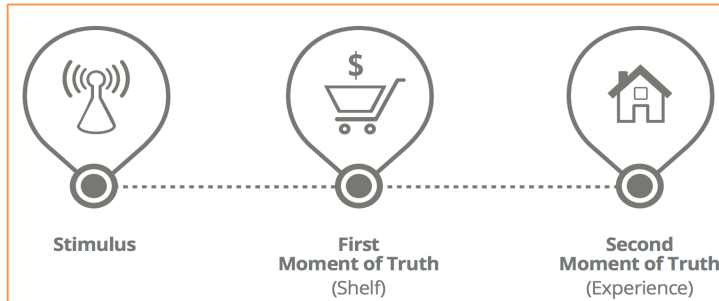 $
Stimulus
First
Moment of Truth
(Shelf)
Second
Moment of Truth
(Experience)